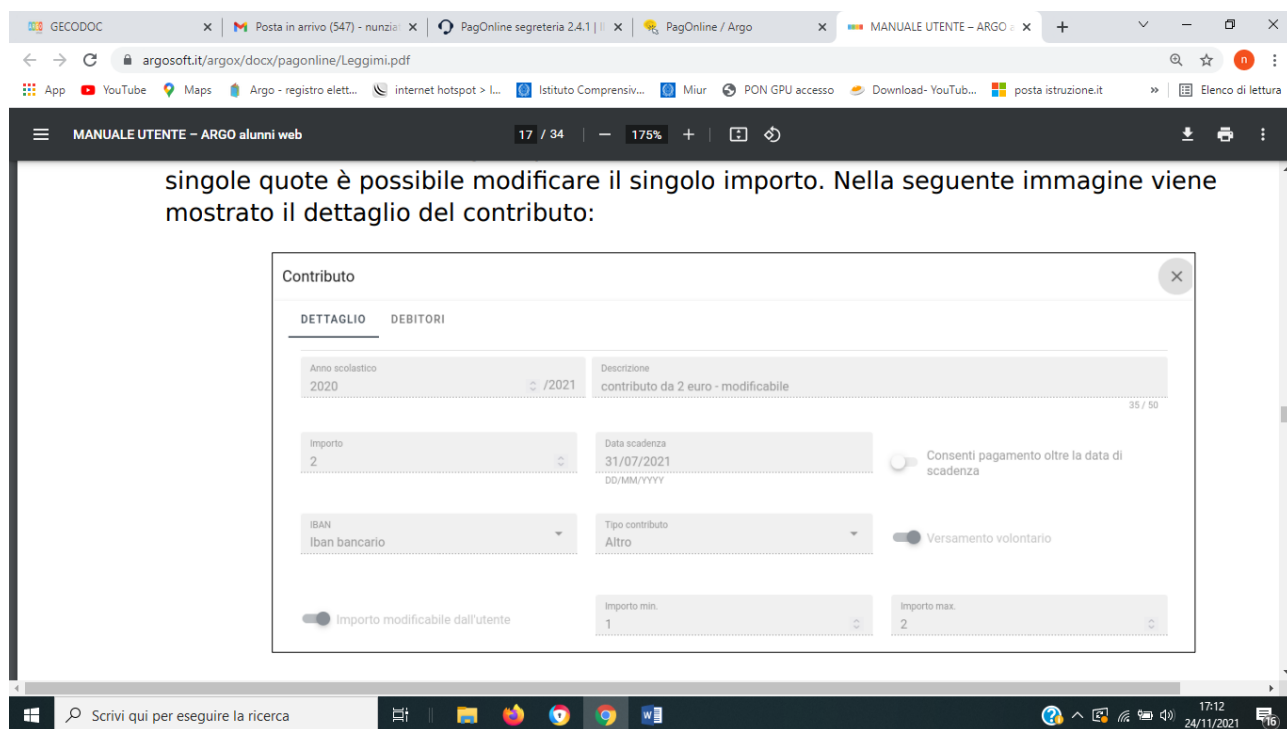 GECODOC
Posta in arrivo (547) - nunzia
PagOnline segreteria 2.4.1 |
PagOnline / Argo
MANUALE UTENTE – ARGO a
argosoft.it/argox/docx/pagonline/Leggimi.pdf
n
App
YouTube
Maps
Argo - registro elett...
internet hotspot > I...
Istituto Comprensiv...
Miur
PON GPU accesso
Download- YouTub...
posta istruzione.it
»
Elenco di lettura
MANUALE UTENTE – ARGO alunni web
17 / 34
175%
singole quote è possibile modificare il singolo importo. Nella seguente immagine viene
mostrato il dettaglio del contributo:
Contributo
DETTAGLIO
DEBITORI
Anno scolastico
2020
/2021
Descrizione
contributo da 2 euro - modificabile
35 / 50
Importo
2
Data scadenza
31/07/2021
DD/MM/YYYY
Consenti pagamento oltre la data di
scadenza
IBAN
Iban bancario
Tipo contributo
Altro
Versamento volontario
Importo modificabile dall'utente
Importo min.
1
Importo max.
2
Scrivi qui per eseguire la ricerca
17:12
24/11/2021
16